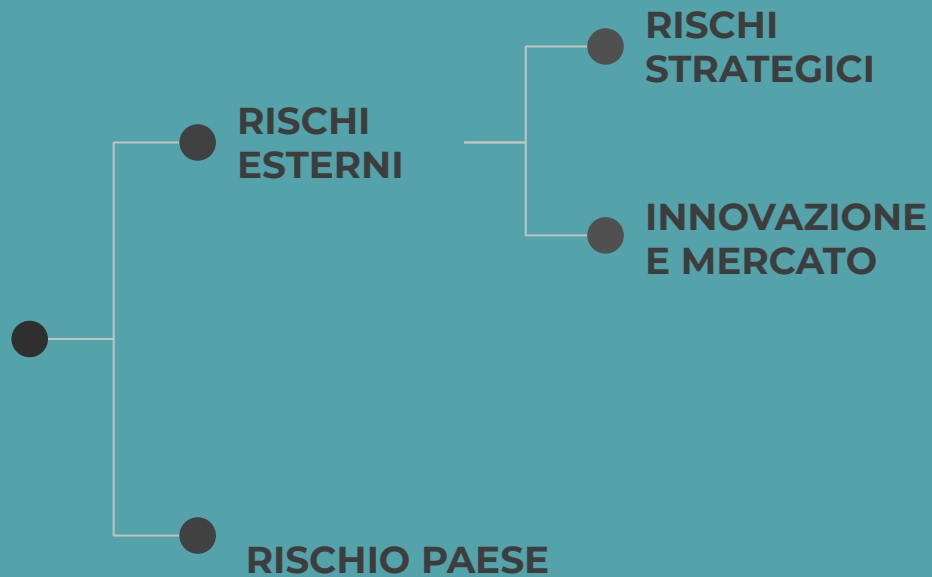 RISCHI
STRATEGICI
RISCHI
ESTERNI
INNOVAZIONE
E MERCATO
RISCHIO PAESE